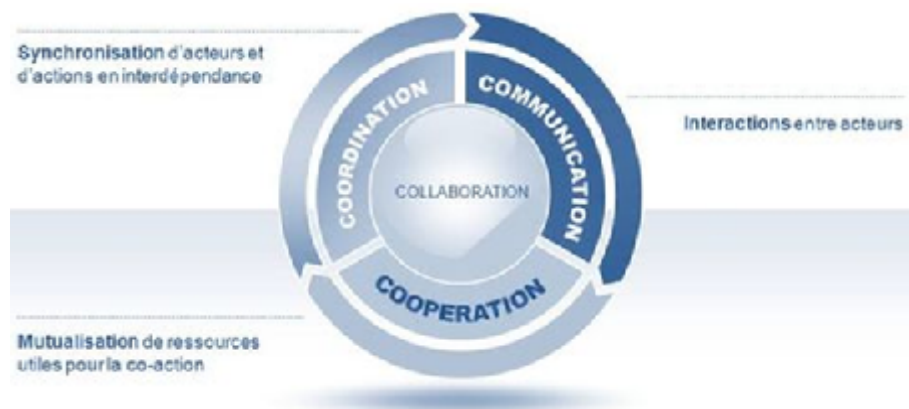 Synchronisation d'acteurs et
d'actions en interdépendance
COORDINATION
COMMUNICATION
Interactions entre acteurs
COLLABORATION
COOPERATION
Mutualisation de ressources
utiles pour la co-action